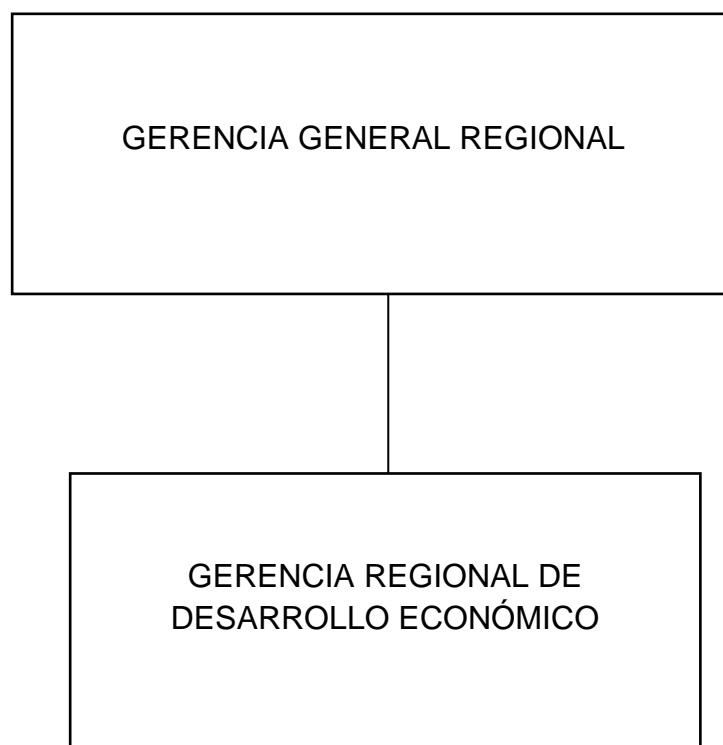 GERENCIA GENERAL REGIONAL
GERENCIA REGIONAL DE
DESARROLLO ECONÓMICO